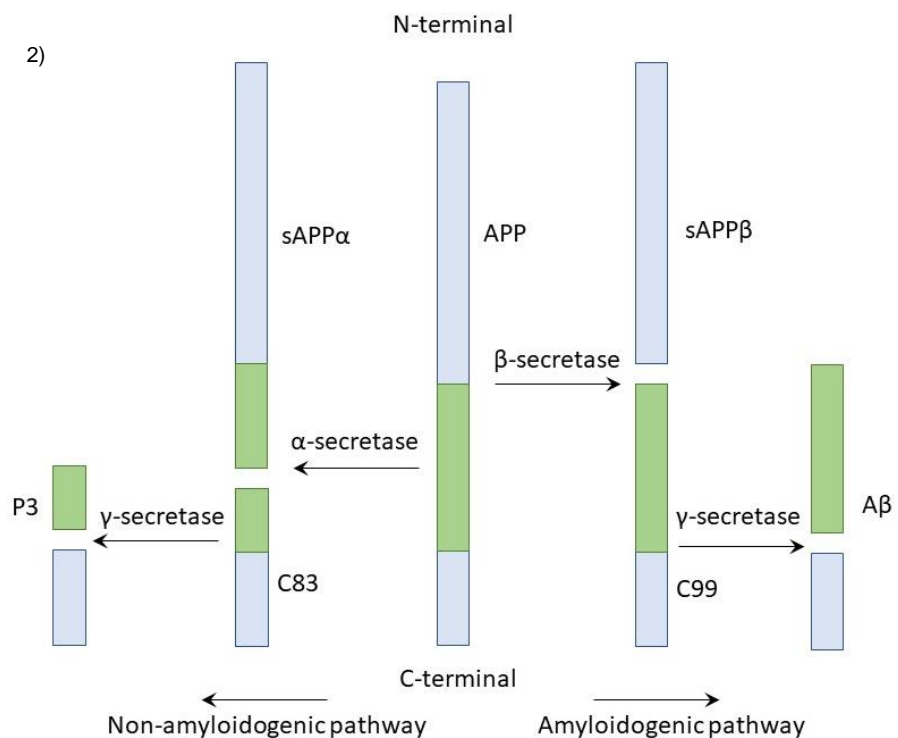 N-terminal
2)
sAPPα
APP
sAPPβ
β-secretase
α-secretase
P3
γ-secretase
γ-secretase
Aβ
C83
C99
C-terminal
Non-amyloidogenic pathway
Amyloidogenic pathway